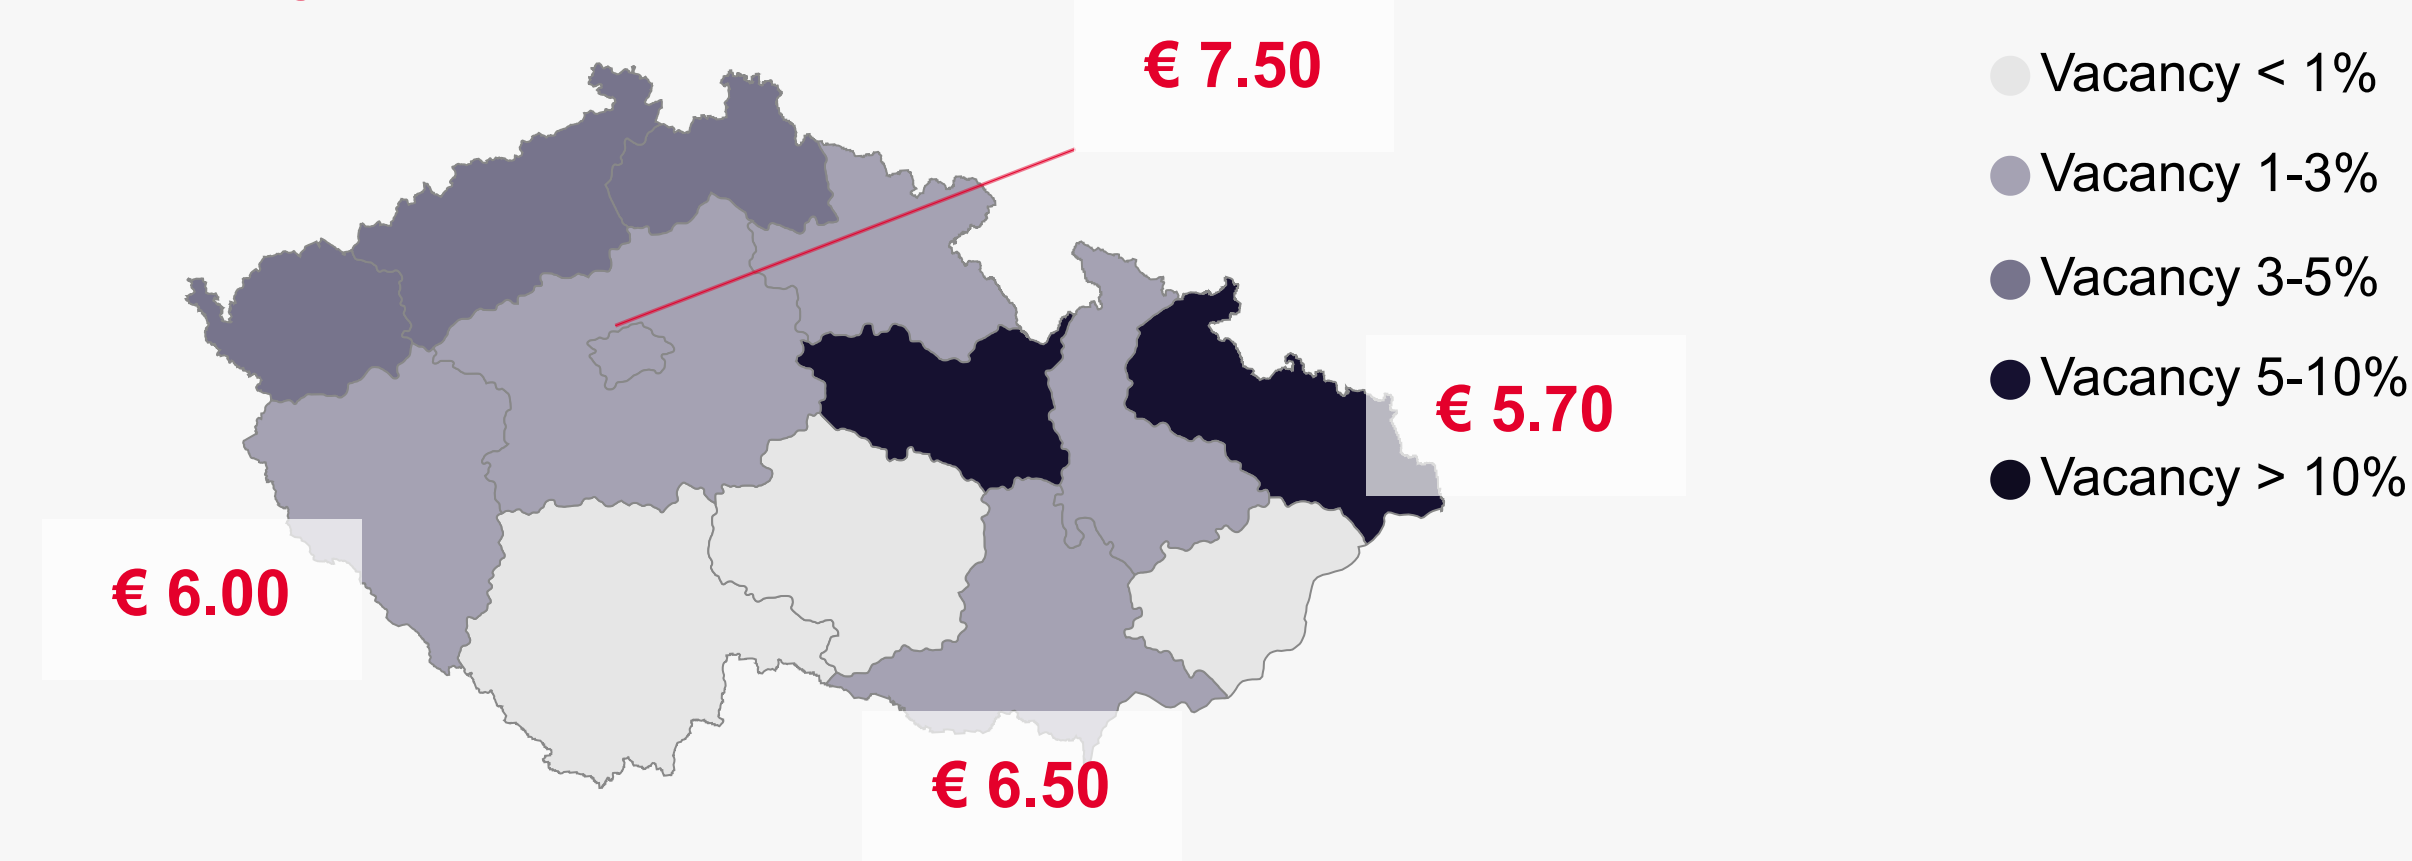 € 7.50
€ 5.70
€ 6.00
€ 6.50
Vacancy < 1%
Vacancy 1-3%
Vacancy 3-5%
Vacancy 5-10%
Vacancy > 10%